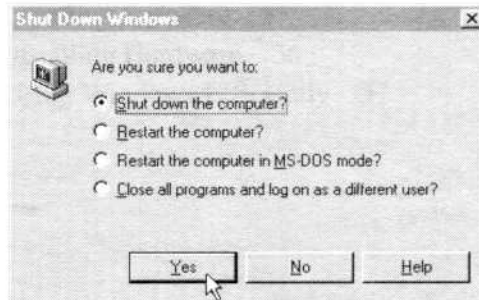 Shut Down Windows
Are you sure you want to:
Shut down the computer?
Restart the computer?
Restart the computer in MS-DOS mode?
Close all programs and log on as a different user?
Yes No Help